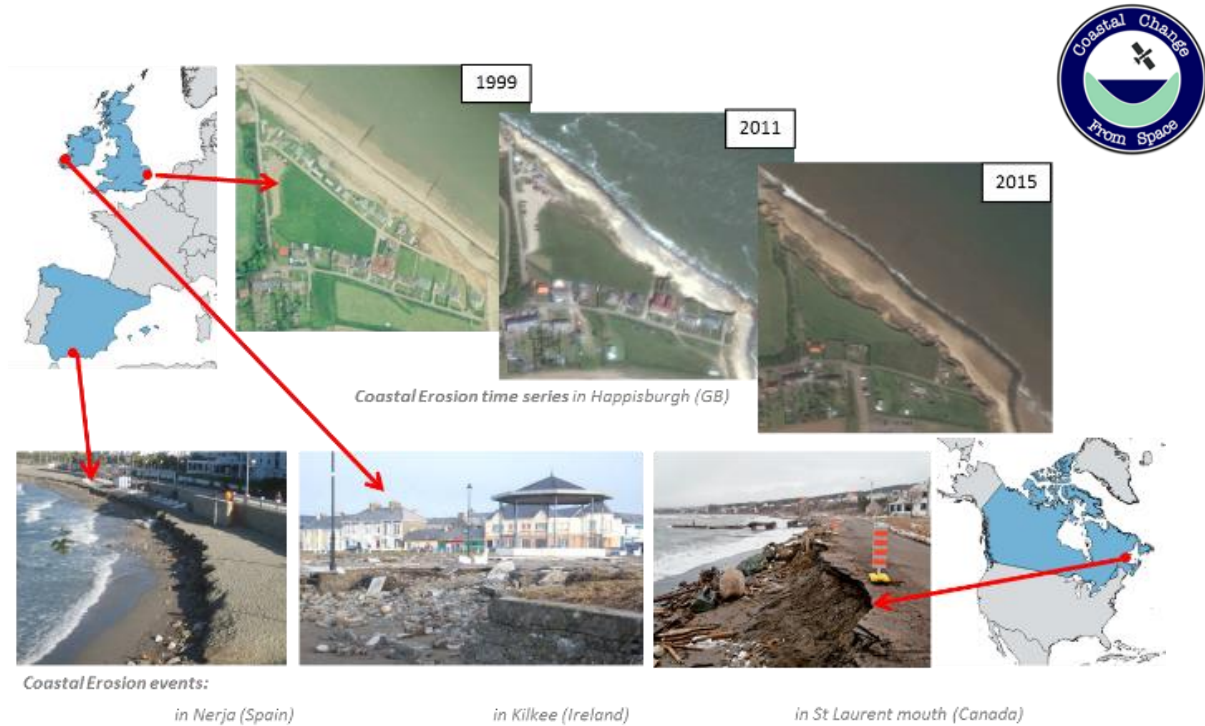 Coastal Change
From Space
1999
2011
2015
Coastal Erosion time series in Happisburgh (GB)
Coastal Erosion events:
in Nerja (Spain)
in Kilkee (Ireland)
in St Laurent mouth (Canada)